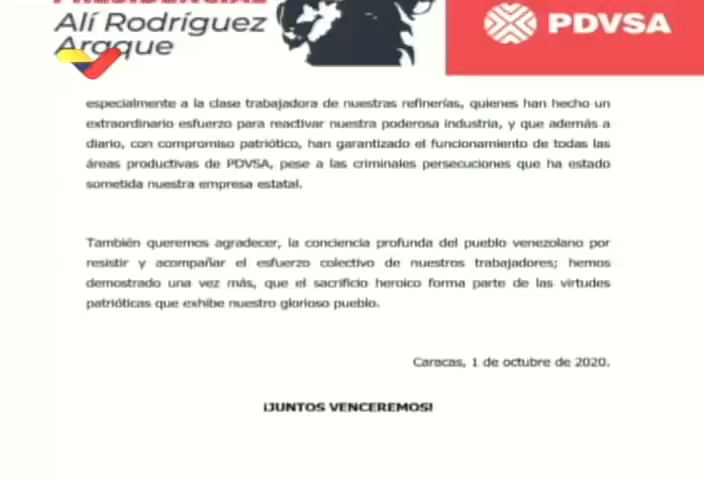 PRESIDENCIAL
Alí Rodríguez
Araque
PDVSA
especialmente a la clase trabajadora de nuestras refinerías, quienes han hecho un
extraordinario esfuerzo para reactivar nuestra poderosa industria, y que además a
diario, con compromiso patriótico, han garantizado el funcionamiento de todas las
áreas productivas de PDVSA, pese a las criminales persecuciones que ha estado
sometida nuestra empresa estatal.
También queremos agradecer, la conciencia profunda del pueblo venezolano por
resistir y acompañar el esfuerzo colectivo de nuestros trabajadores; hemos
demostrado una vez más, que el sacrificio heroico forma parte de las virtudes
patrióticas que exhibe nuestro glorioso pueblo.
Caracas, 1 de octubre de 2020.
¡JUNTOS VENCEREMOS!